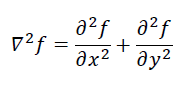 ∇²f = ∂²f/∂x² + ∂²f/∂y²